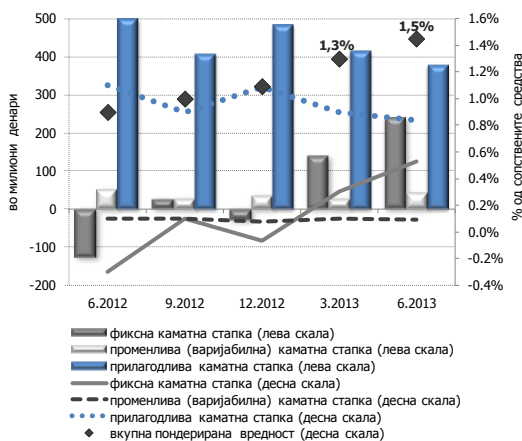 500
400
300
200
100
0
-100
-200
во милиони денари
1.6%
1.4%
1.2%
1.0%
0.8%
0.6%
0.4%
0.2%
0.0%
-0.2%
-0.4%
% од сопствените средства
1,3%
1,5%
6.2012
9.2012
12.2012
3.2013
6.2013
фиксна каматна стапка (лева скала)
променлива (варијабилна) каматна стапка (лева скала)
прилагодлива каматна стапка (лева скала)
фиксна каматна стапка (десна скала)
променлива (варијабилна) каматна стапка (десна скала)
прилагодлива каматна стапка (десна скала)
вкупна пондерирана вредност (десна скала)